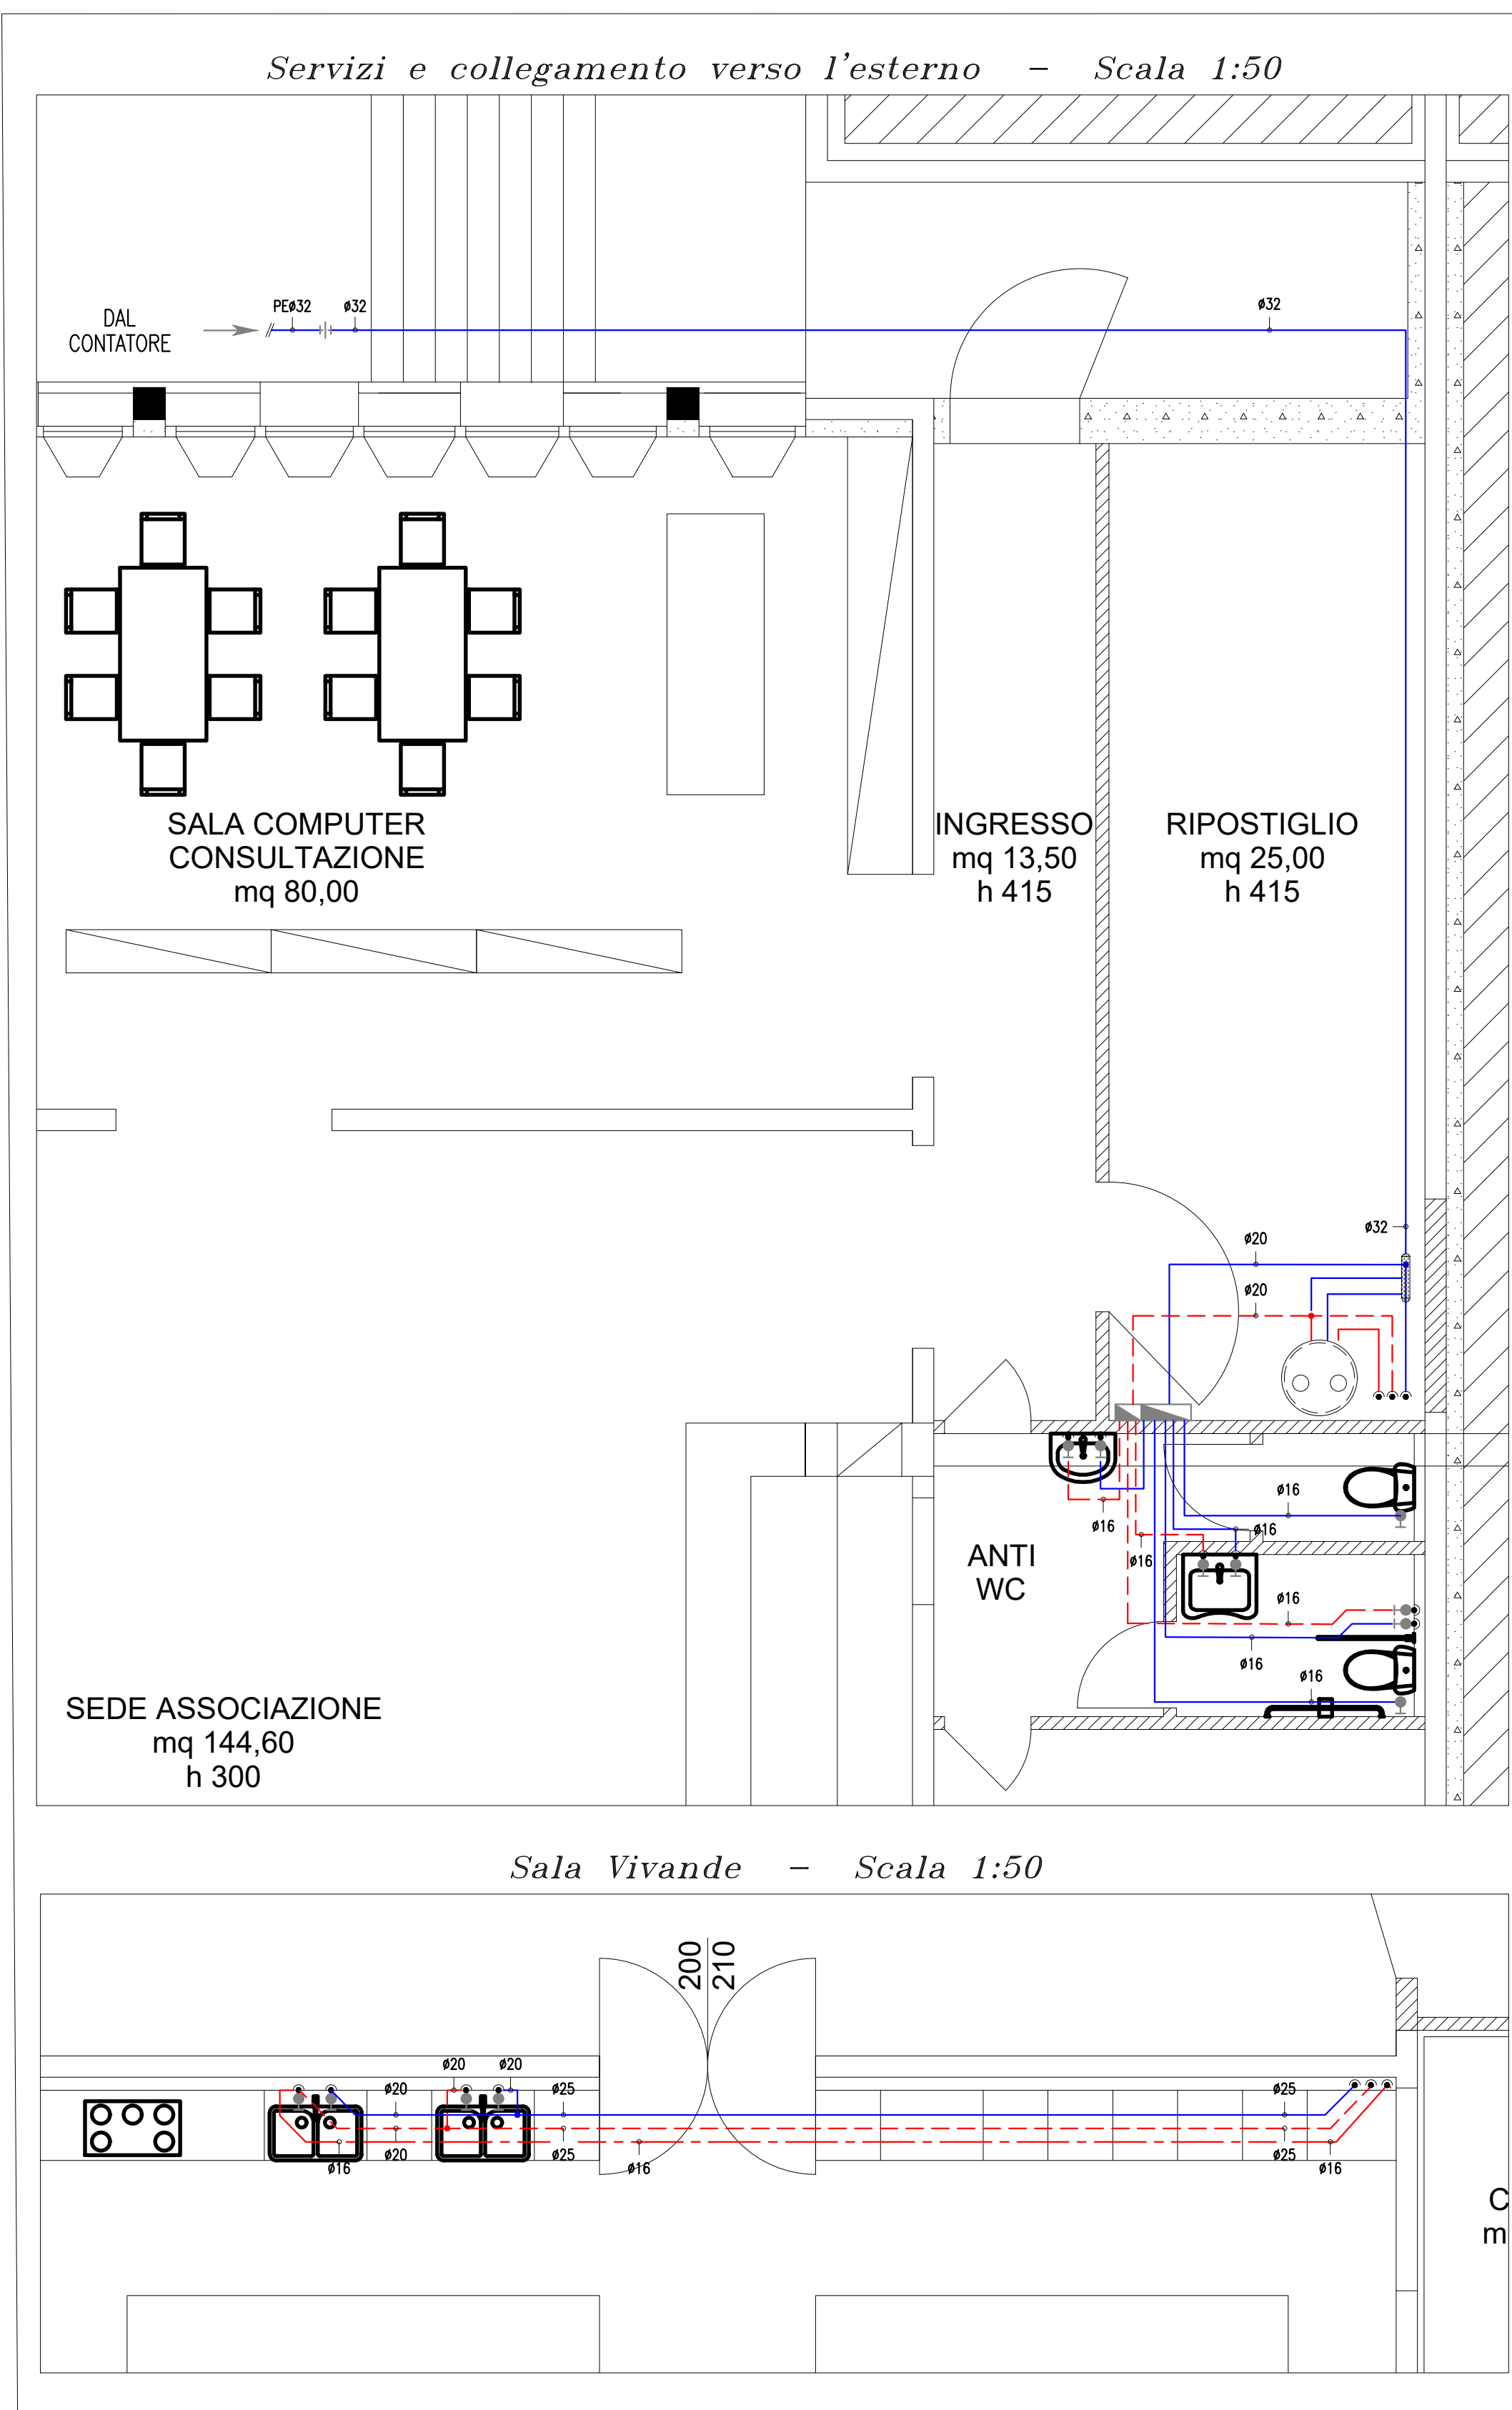 Servizi e collegamento verso l'esterno – Scala 1:50
DAL
CONTATORE
PEø32
ø32
ø32
SALA COMPUTER
CONSULTAZIONE
mq 80,00
INGRESSO
mq 13,50
h 415
RIPOSTIGLIO
mq 25,00
h 415
ø32
ø20
ø20
ø16
ø16
ø16
ø16
ANTI
WC
ø16
ø16
ø16
SEDE ASSOCIAZIONE
mq 144,60
h 300
Sala Vivande – Scala 1:50
200
210
ø20
ø20
ø20
ø25
ø25
ø16
ø20
ø25
ø16
ø25
ø16
C
m